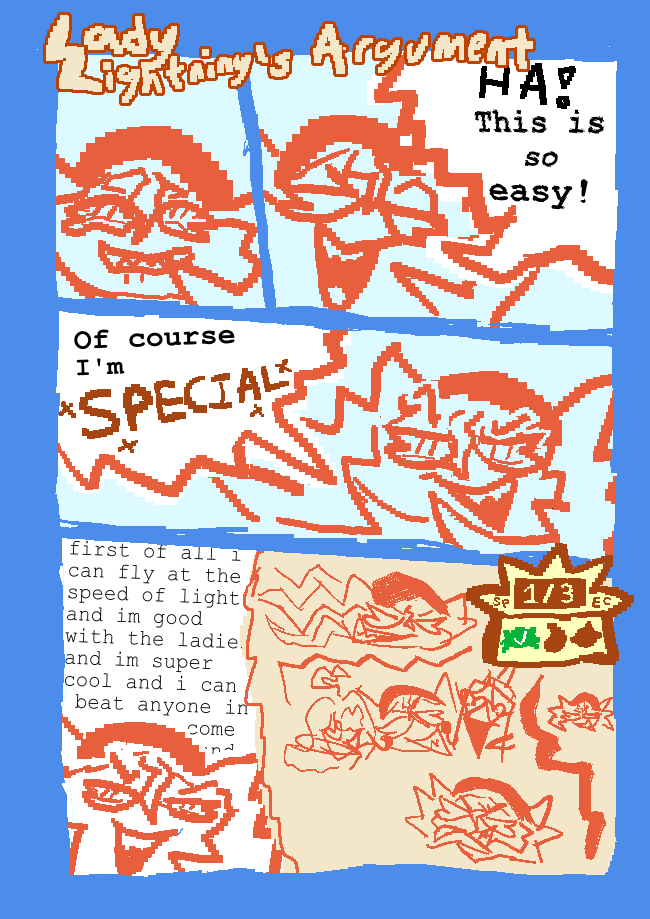 Lady
Lightning's Argument
HA!
This is
so
easy!
Of course
I'm
SPECIAL
first of all i
can fly at the
speed of light
and im good
with the ladie
and im super
cool and i can
beat anyone in
come
SP 1/3 EC